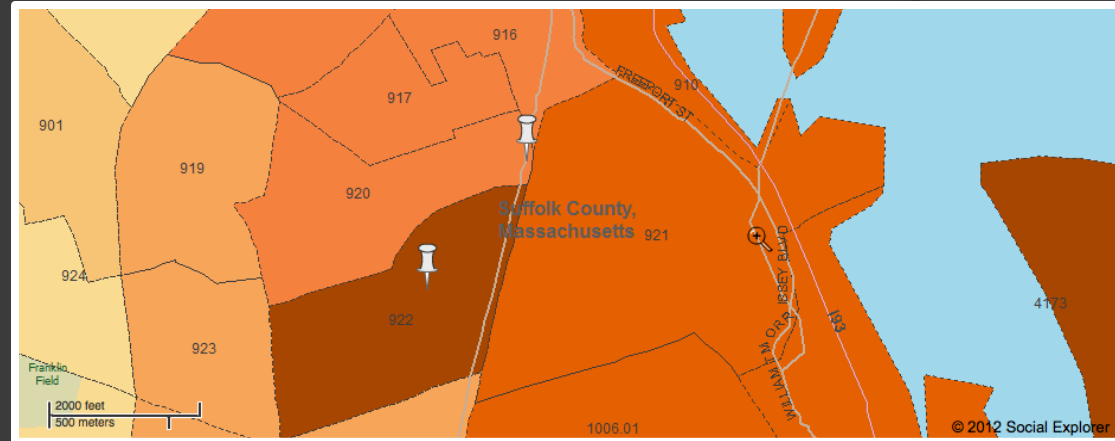 916
FREEPORT ST
910
917
901
919
920
Suffolk County,
Massachusetts
921
924
922
923
WILLIAM T MORRISSEY BLVD
I93
4173
Franklin
Field
2000 feet
500 meters
1006.01
© 2012 Social Explorer